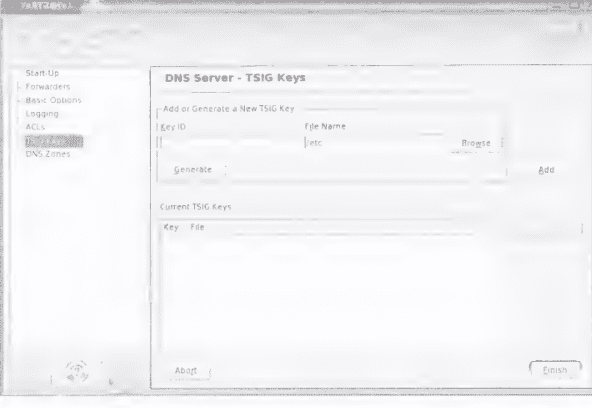 Start-Up
Forwarders
Basic Options
Logging
ACLs
DNS Zones
DNS Server - TSIG Keys
Add or Generate a New TSIG Key
Key ID File Name
/etc Browse
Generate Add
Current TSIG Keys
Key File
Abort Finish